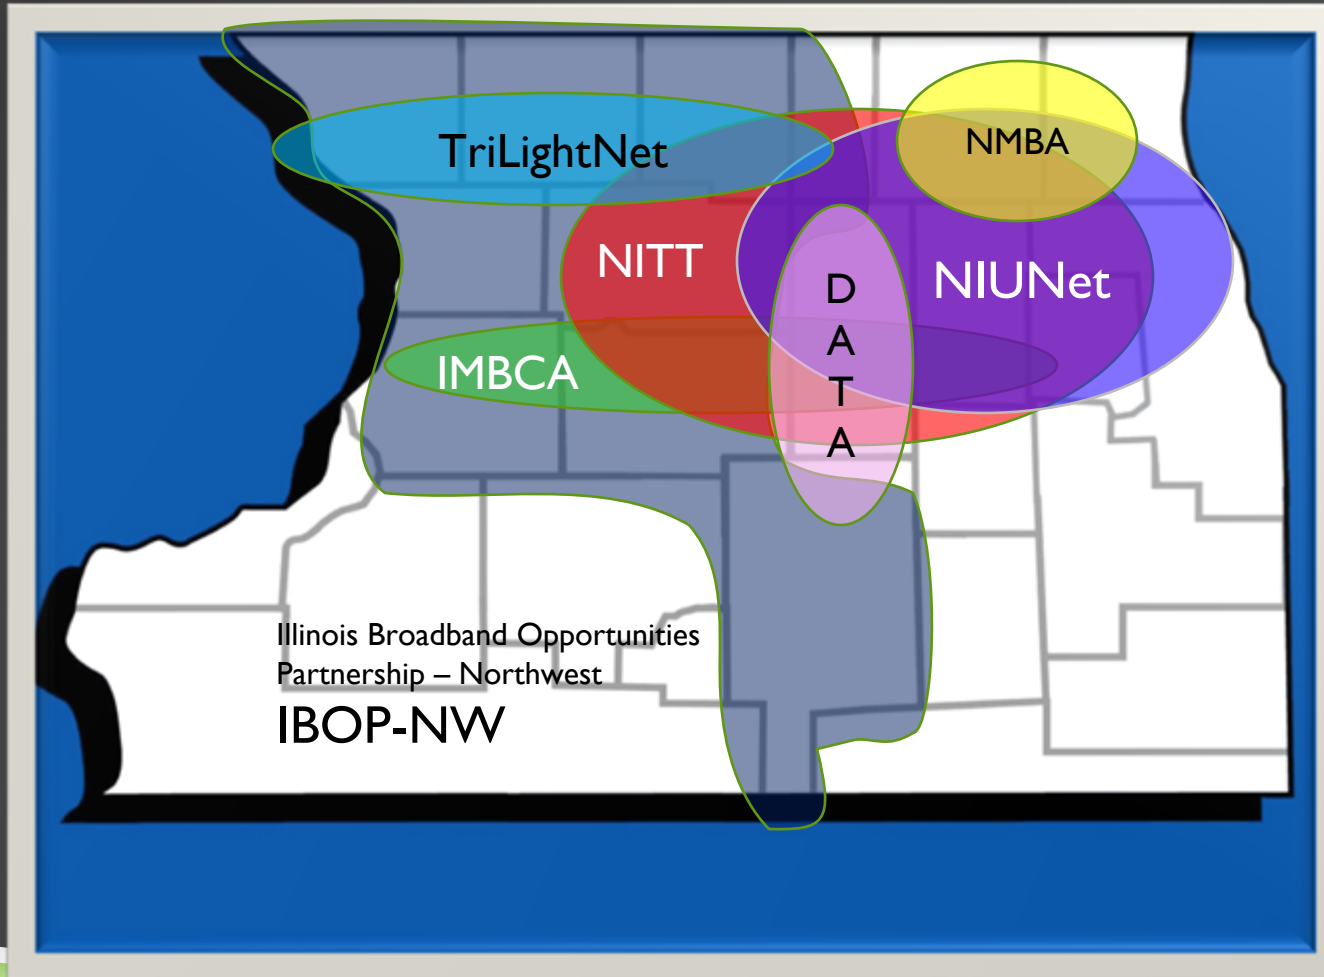 TriLightNet
NMBA
NITT
NIUNet
D
A
T
A
IMBCA
Illinois Broadband Opportunities
Partnership – Northwest
IBOP-NW